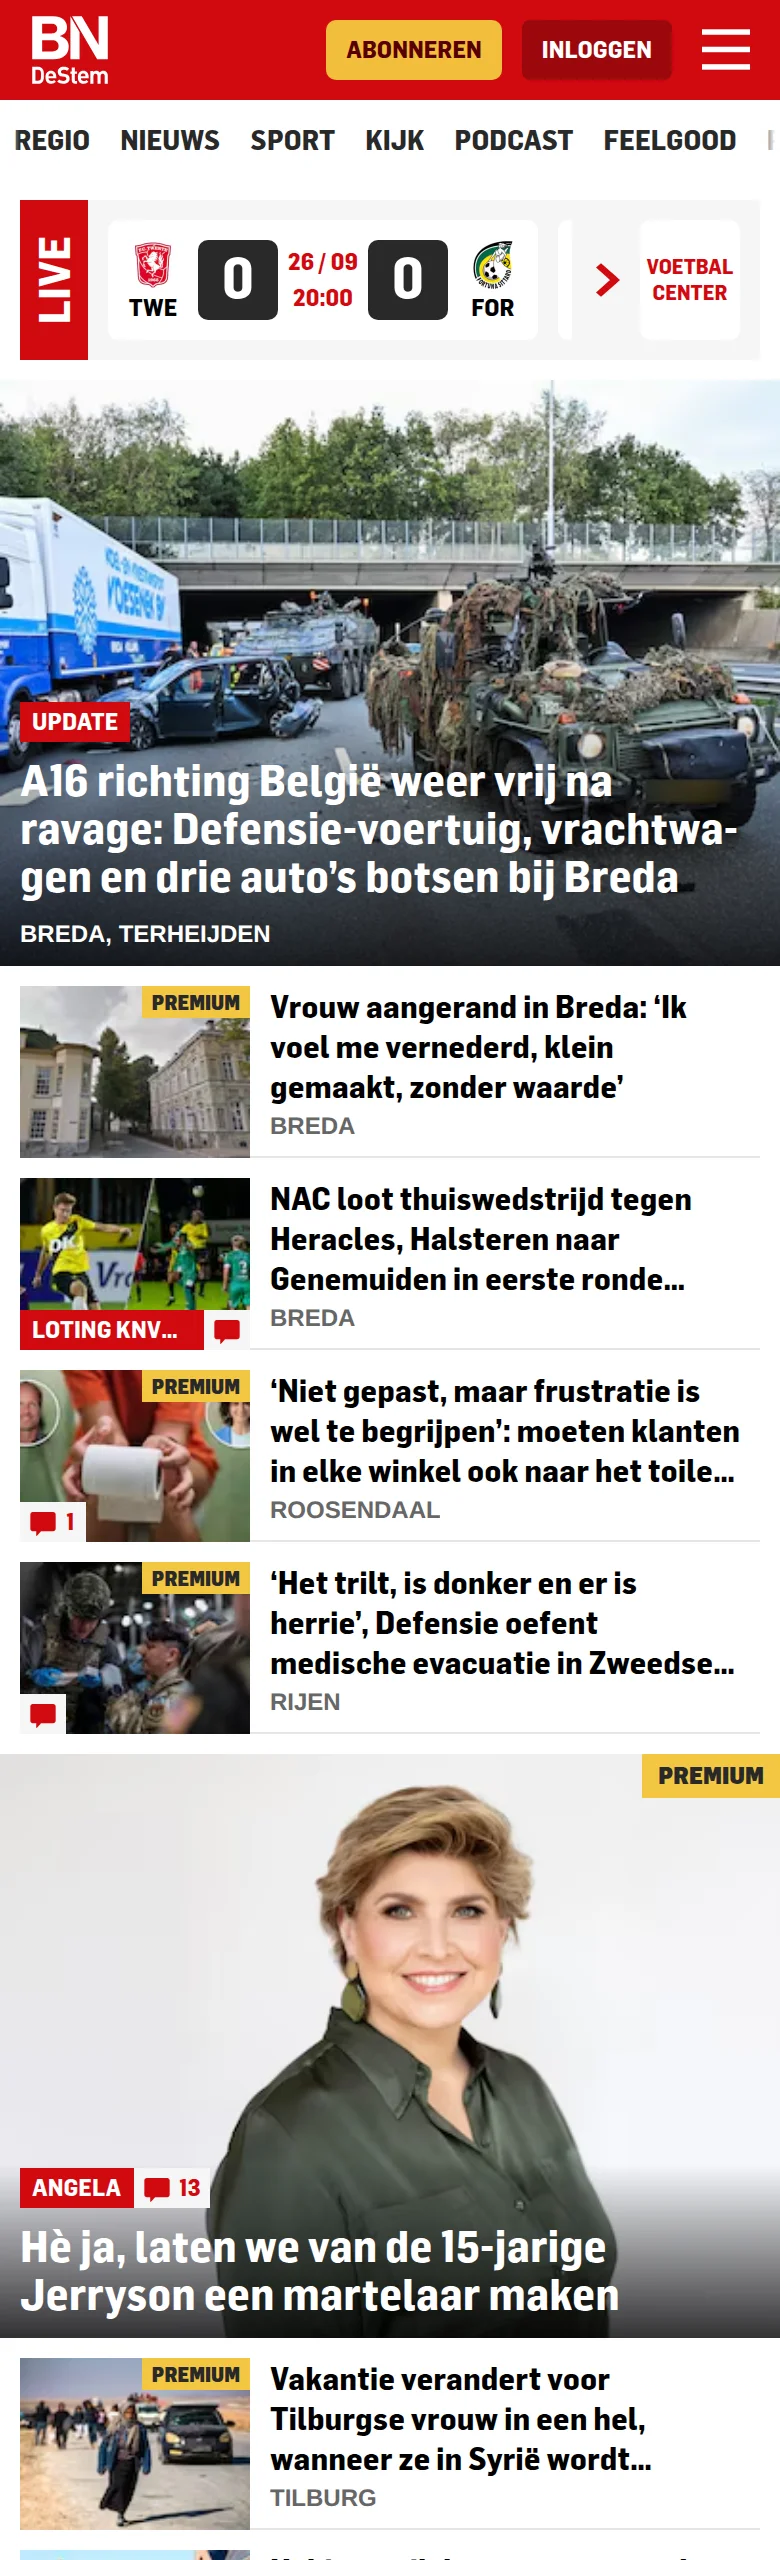 BN
DeStem
ABONNEREN
INLOGGEN
REGIO NIEUWS SPORT KIJK PODCAST FEELGOOD
LIVE
TWE
0
26 / 09
20:00
0
FOR
VOETBAL
CENTER
VOESENEK BV
UPDATE
A16 richting België weer vrij na
ravage: Defensie-voertuig, vrachtwa-
gen en drie auto’s botsen bij Breda
BREDA, TERHEIJDEN
PREMIUM
Vrouw aangerand in Breda: ‘Ik
voel me vernederd, klein
gemaakt, zonder waarde’
BREDA
LOTING KNV...
NAC loot thuiswedstrijd tegen
Heracles, Halsteren naar
Genemuiden in eerste ronde...
BREDA
PREMIUM
1
‘Niet gepast, maar frustratie is
wel te begrijpen’: moeten klanten
in elke winkel ook naar het toile...
ROOSENDAAL
PREMIUM
‘Het trilt, is donker en er is
herrie’, Defensie oefent
medische evacuatie in Zweedse...
RIJEN
PREMIUM
ANGELA
13
Hè ja, laten we van de 15-jarige
Jerryson een martelaar maken
PREMIUM
Vakantie verandert voor
Tilburgse vrouw in een hel,
wanneer ze in Syrië wordt...
TILBURG